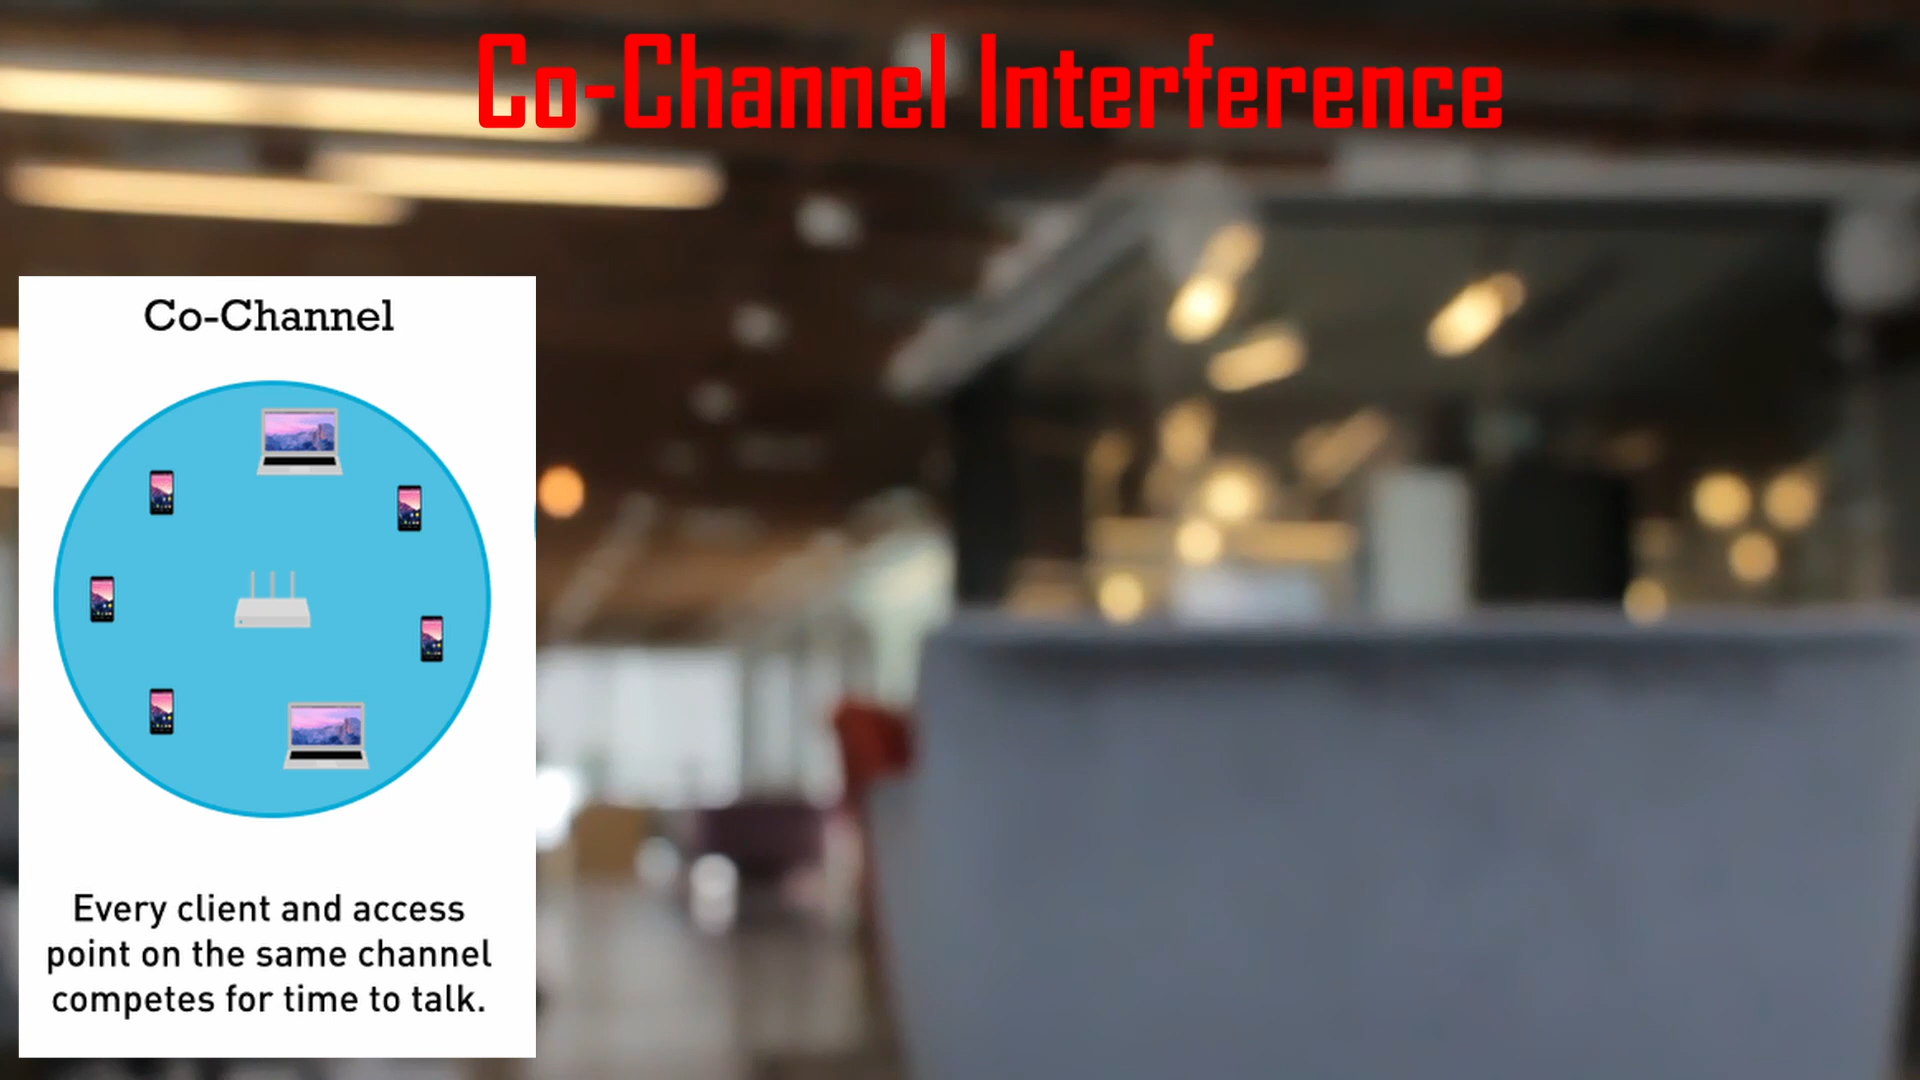 Co-Channel Interference
Co-Channel
Every client and access
point on the same channel
competes for time to talk.